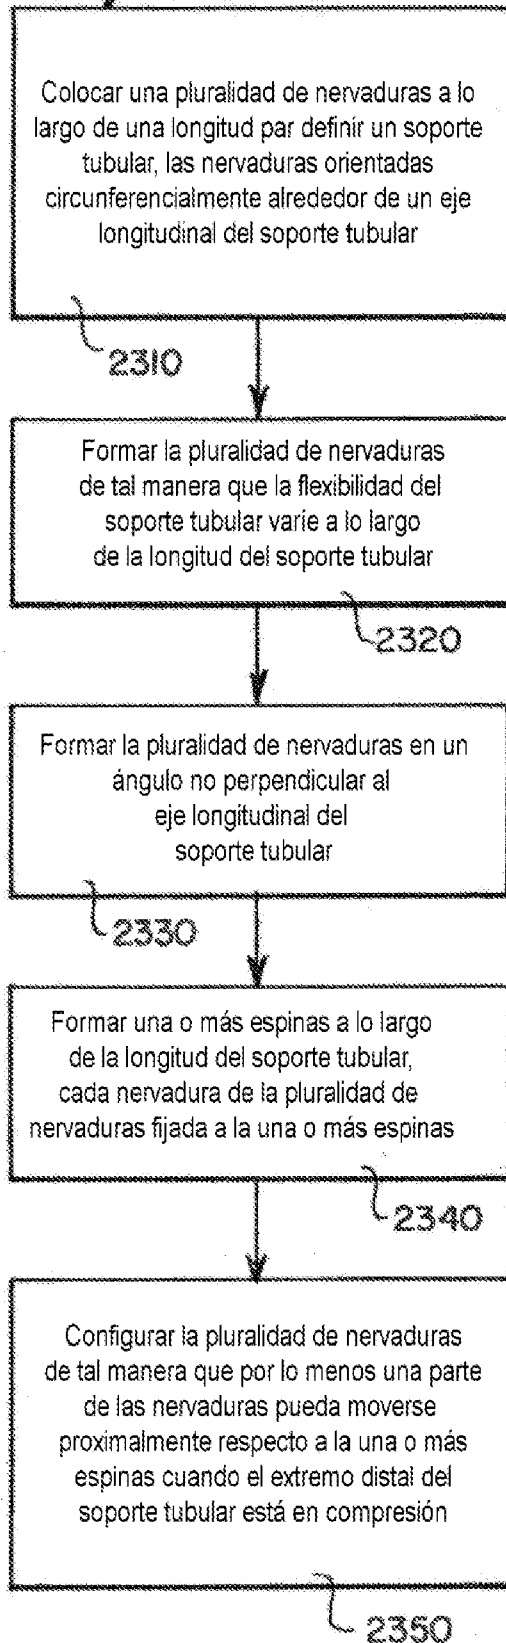 Colocar una pluralidad de nervaduras a lo
largo de una longitud par definir un soporte
tubular, las nervaduras orientadas
circunferencialmente alrededor de un eje
longitudinal del soporte tubular
2310
Formar la pluralidad de nervaduras
de tal manera que la flexibilidad del
soporte tubular varíe a lo largo
de la longitud del soporte tubular
2320
Formar la pluralidad de nervaduras en un
ángulo no perpendicular al
eje longitudinal del
soporte tubular
2330
Formar una o más espinas a lo largo
de la longitud del soporte tubular,
cada nervadura de la pluralidad de
nervaduras fijada a la una o más espinas
2340
Configurar la pluralidad de nervaduras
de tal manera que por lo menos una parte
de las nervaduras pueda moverse
proximalmente respecto a la una o más
espinas cuando el extremo distal del
soporte tubular está en compresión
2350